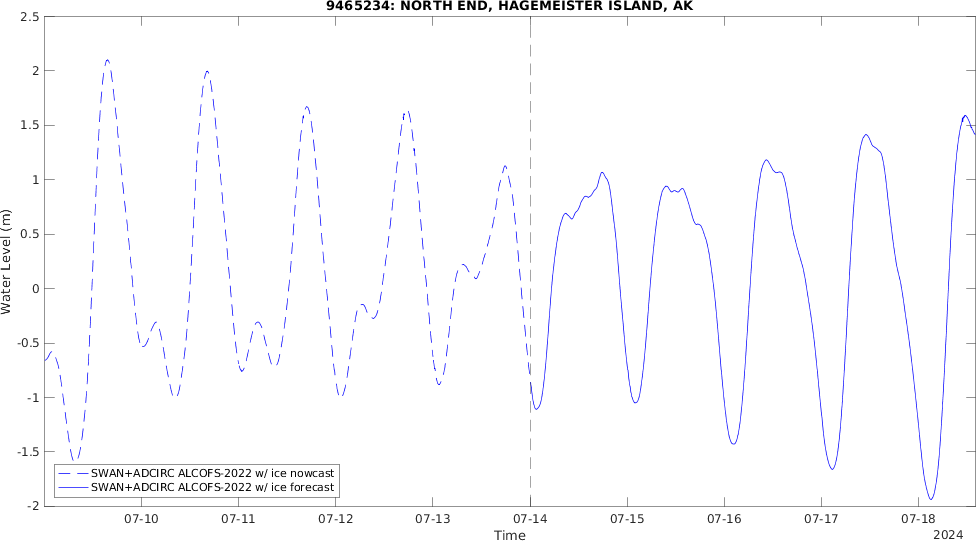 9465234: NORTH END, HAGEMEISTER ISLAND, AK
2.5
2
1.5
1
0.5
0
-0.5
-1
-1.5
-2
Water Level (m)
SWAN+ADCIRC ALCOFS-2022 w/ ice nowcast
SWAN+ADCIRC ALCOFS-2022 w/ ice forecast
07-10 07-11 07-12 07-13 07-14 07-15 07-16 07-17 07-18
Time
2024